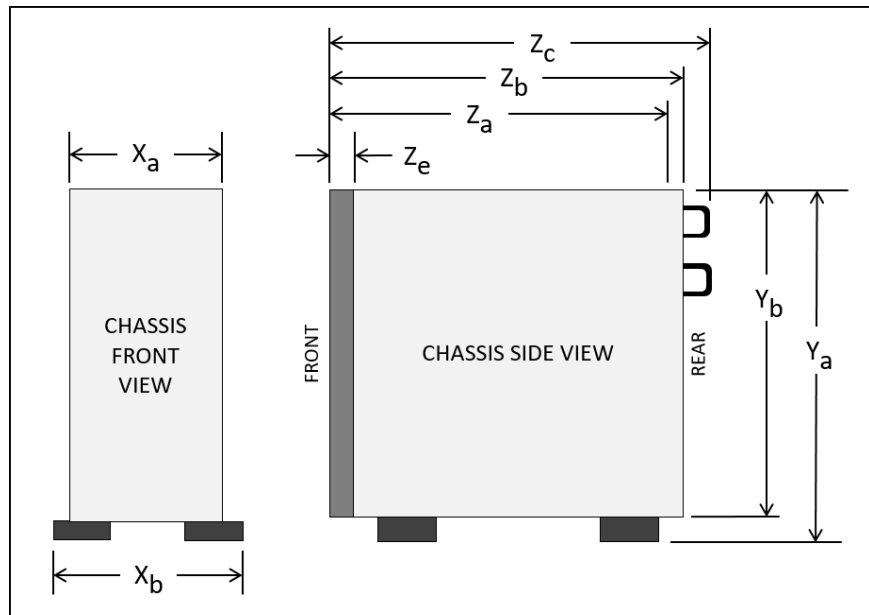 Zc
Zb
Za
Xa
Ze
CHASSIS
FRONT
VIEW
FRONT
CHASSIS SIDE VIEW
REAR
Yb
Ya
Xb